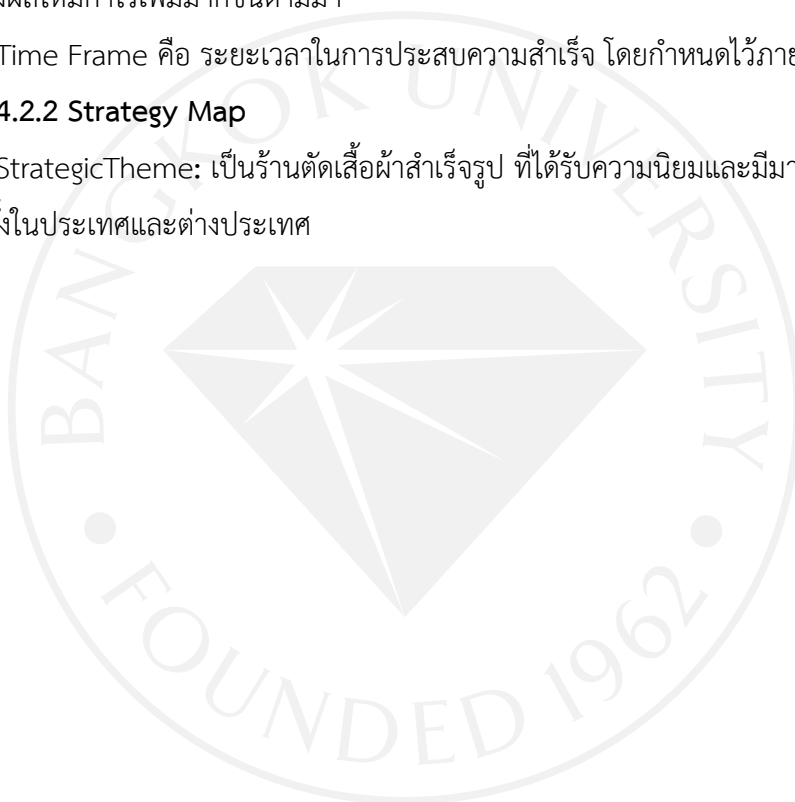 Time Frame คือ ระยะเวลาในการประสบความสำเร็จ โดยกำหนดไว้ภาย
4.2.2 Strategy Map
StrategicTheme: เป็นร้านตัดเสื้อผ้าสำเร็จรูป ที่ได้รับความนิยมและมีมา
ในประเทศและต่างประเทศ
BANGKOK UNIVERSITY
FOUNDED 1962